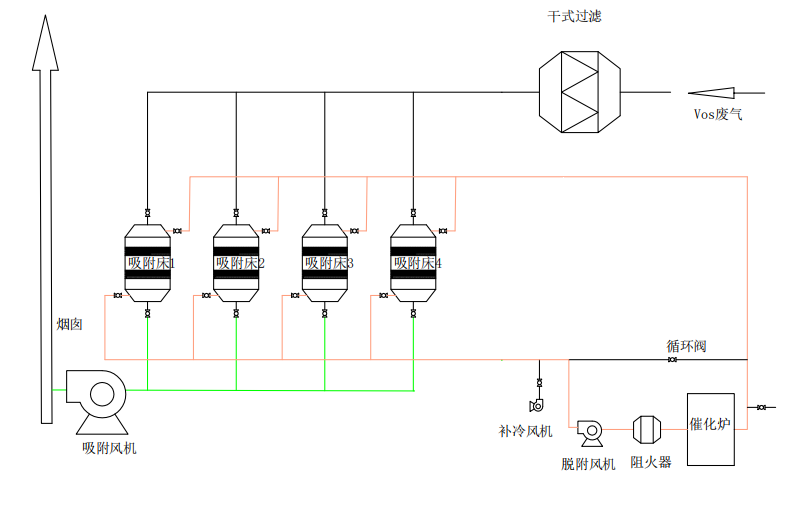 干式过滤
Vos废气
吸附床1
吸附床2
吸附床3
吸附床4
烟囱
循环阀
吸附风机
补冷风机
脱附风机
阻火器
催化炉